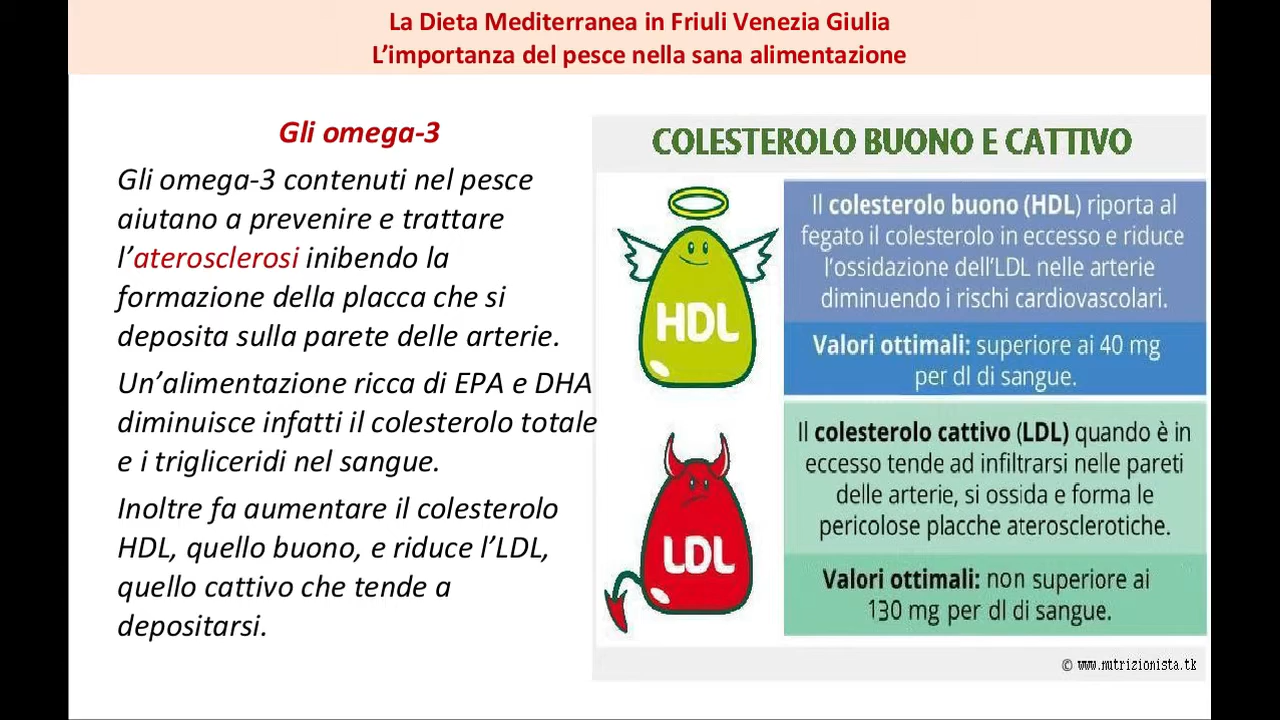 La Dieta Mediterranea in Friuli Venezia Giulia
L’importanza del pesce nella sana alimentazione
Gli omega-3
Gli omega-3 contenuti nel pesce
aiutano a prevenire e trattare
l’aterosclerosi inibendo la
formazione della placca che si
deposita sulla parete delle arterie.
Un’alimentazione ricca di EPA e DHA
diminuisce infatti il colesterolo totale
e i trigliceridi nel sangue.
Inoltre fa aumentare il colesterolo
HDL, quello buono, e riduce l’LDL,
quello cattivo che tende a
depositarsi.
COLESTEROLO BUONO E CATTIVO
HDL
Il colesterolo buono (HDL) riporta al
fegato il colesterolo in eccesso e riduce
l’ossidazione dell’LDL nelle arterie
diminuendo i rischi cardiovascolari.
Valori ottimali: superiore ai 40 mg
per dl di sangue.
LDL
Il colesterolo cattivo (LDL) quando è in
eccesso tende ad infiltrarsi nelle pareti
delle arterie, si ossida e forma le
pericolose placche aterosclerotiche.
Valori ottimali: non superiore ai
130 mg per dl di sangue.
© www.nutrizionista.tk